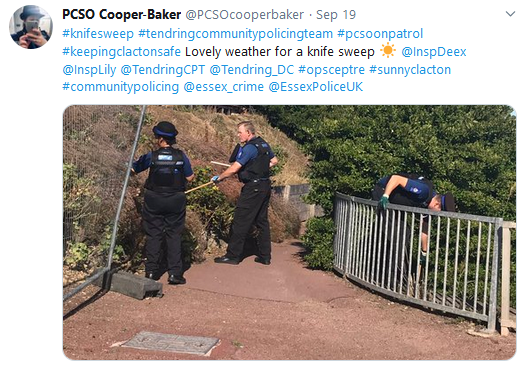 PCSO Cooper-Baker @PCSOcooperbaker · Sep 19
#knifesweep #tendringcommunitypolicingteam #pcsoonpatrol
#keepingclactonsafe Lovely weather for a knife sweep ☀ @InspDeex
@InspLily @TendringCPT @Tendring_DC #opsceptre #sunnyclacton
#communitypolicing @essex_crime @EssexPoliceUK